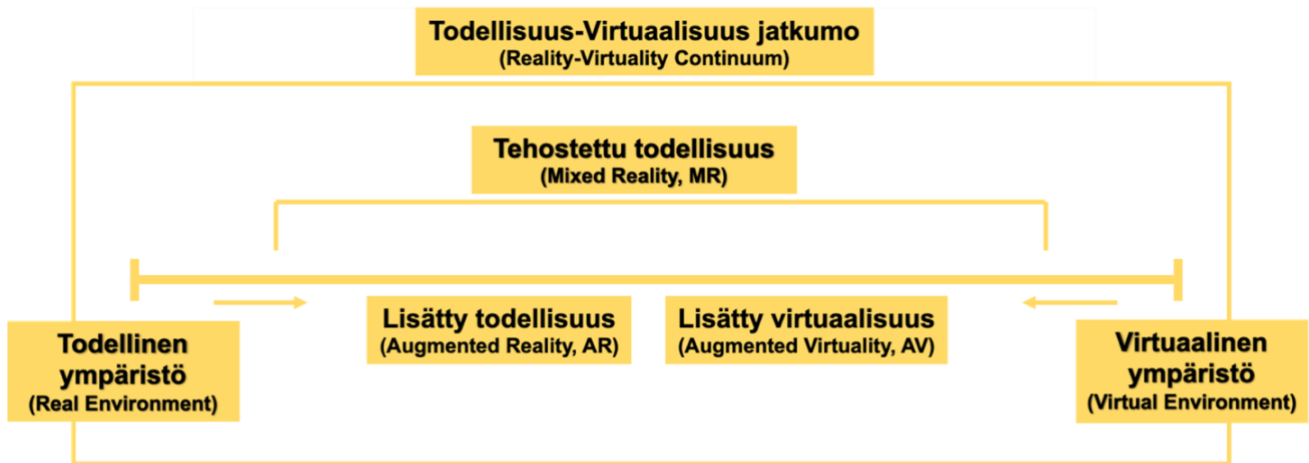 Todellisuus-Virtuaalisuus jatkumo
(Reality-Virtuality Continuum)
Tehostettu todellisuus
(Mixed Reality, MR)
Lisätty todellisuus
(Augmented Reality, AR)
Lisätty virtuaalisuus
(Augmented Virtuality, AV)
Todellinen
ympäristö
(Real Environment)
Virtuaalinen
ympäristö
(Virtual Environment)